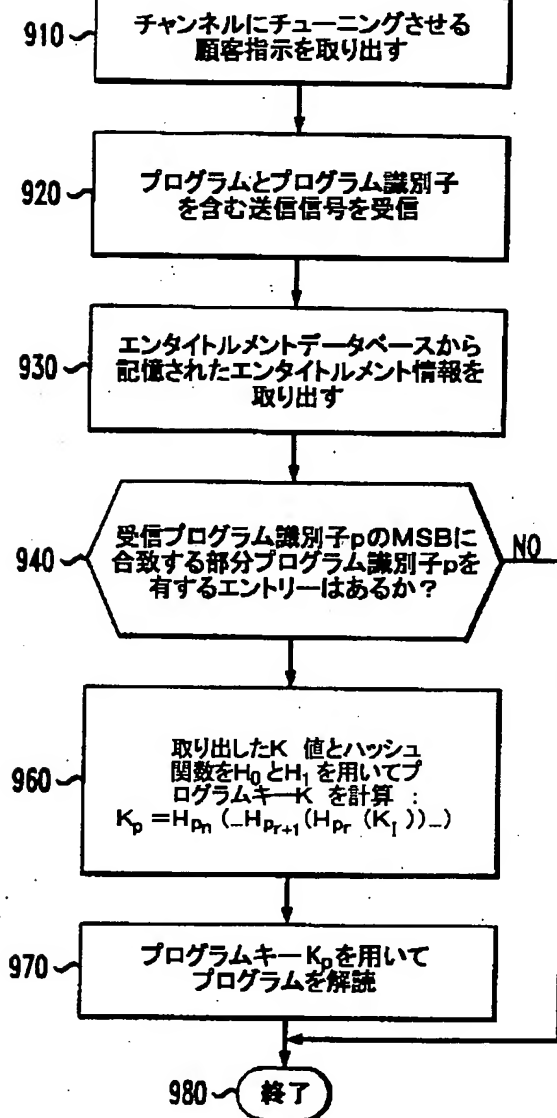 910
チャンネルにチューニングさせる
顧客指示を取り出す
920
プログラムとプログラム識別子
を含む送信信号を受信
930
エンタイトルメントデータベースから
記憶されたエンタイトルメント情報を
取り出す
940
受信プログラム識別子pのMSBに
合致する部分プログラム識別子pを
有するエントリーはあるか?
NO
960
取り出したK 値とハッシュ
関数をH₀とH₁を用いてプ
ログラムキーK を計算 :
Kp =Hpn (_Hpr+1(Hpr (KI))_)
970
プログラムキーKpを用いて
プログラムを解読
980
終了